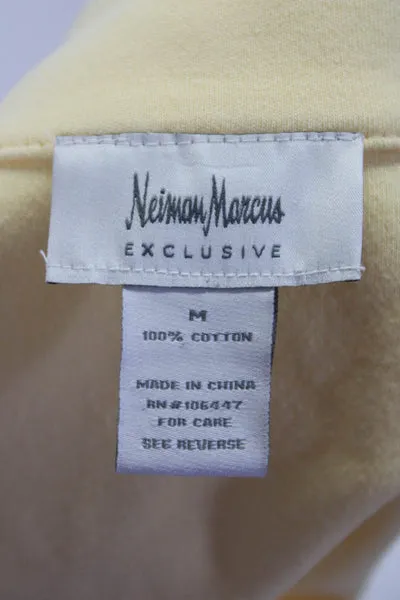 Neiman Marcus
EXCLUSIVE
M
100% COTTON
MADE IN CHINA
RN#106447
FOR CARE
SEE REVERSE